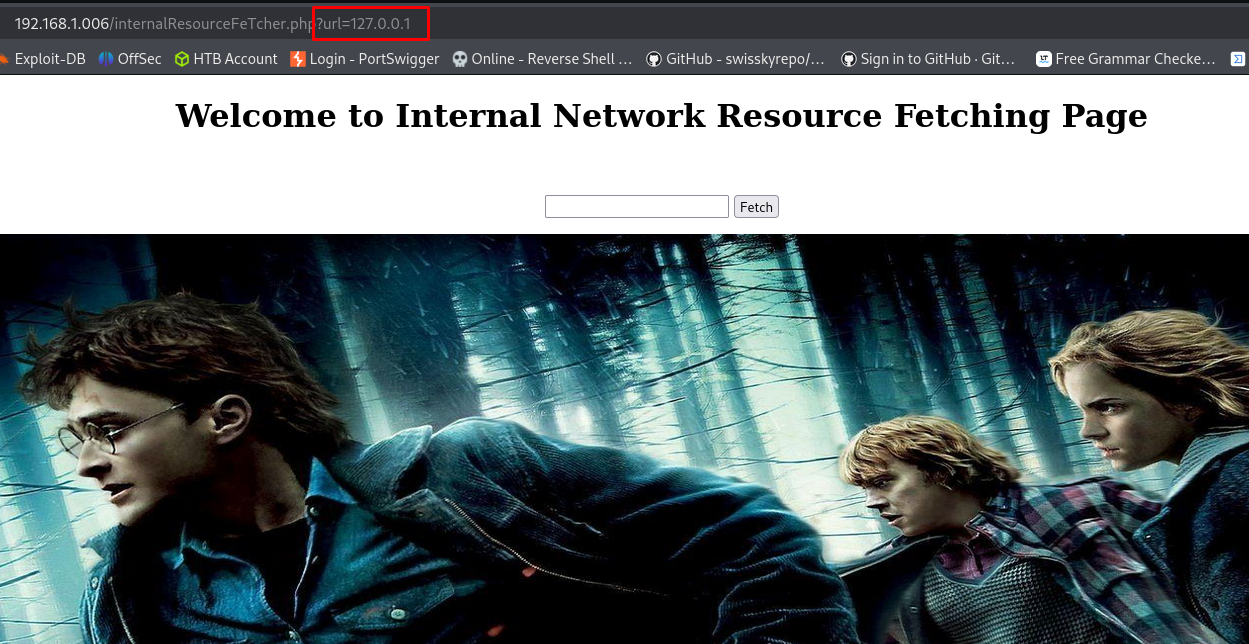 192.168.1.006/internalResourceFeTcher.php?url=127.0.0.1
Exploit-DB OffSec HTB Account Login - PortSwigger Online - Reverse Shell … GitHub - swisskyrepo/… Sign in to GitHub · Git… Free Grammar Checke…
Welcome to Internal Network Resource Fetching Page
Fetch